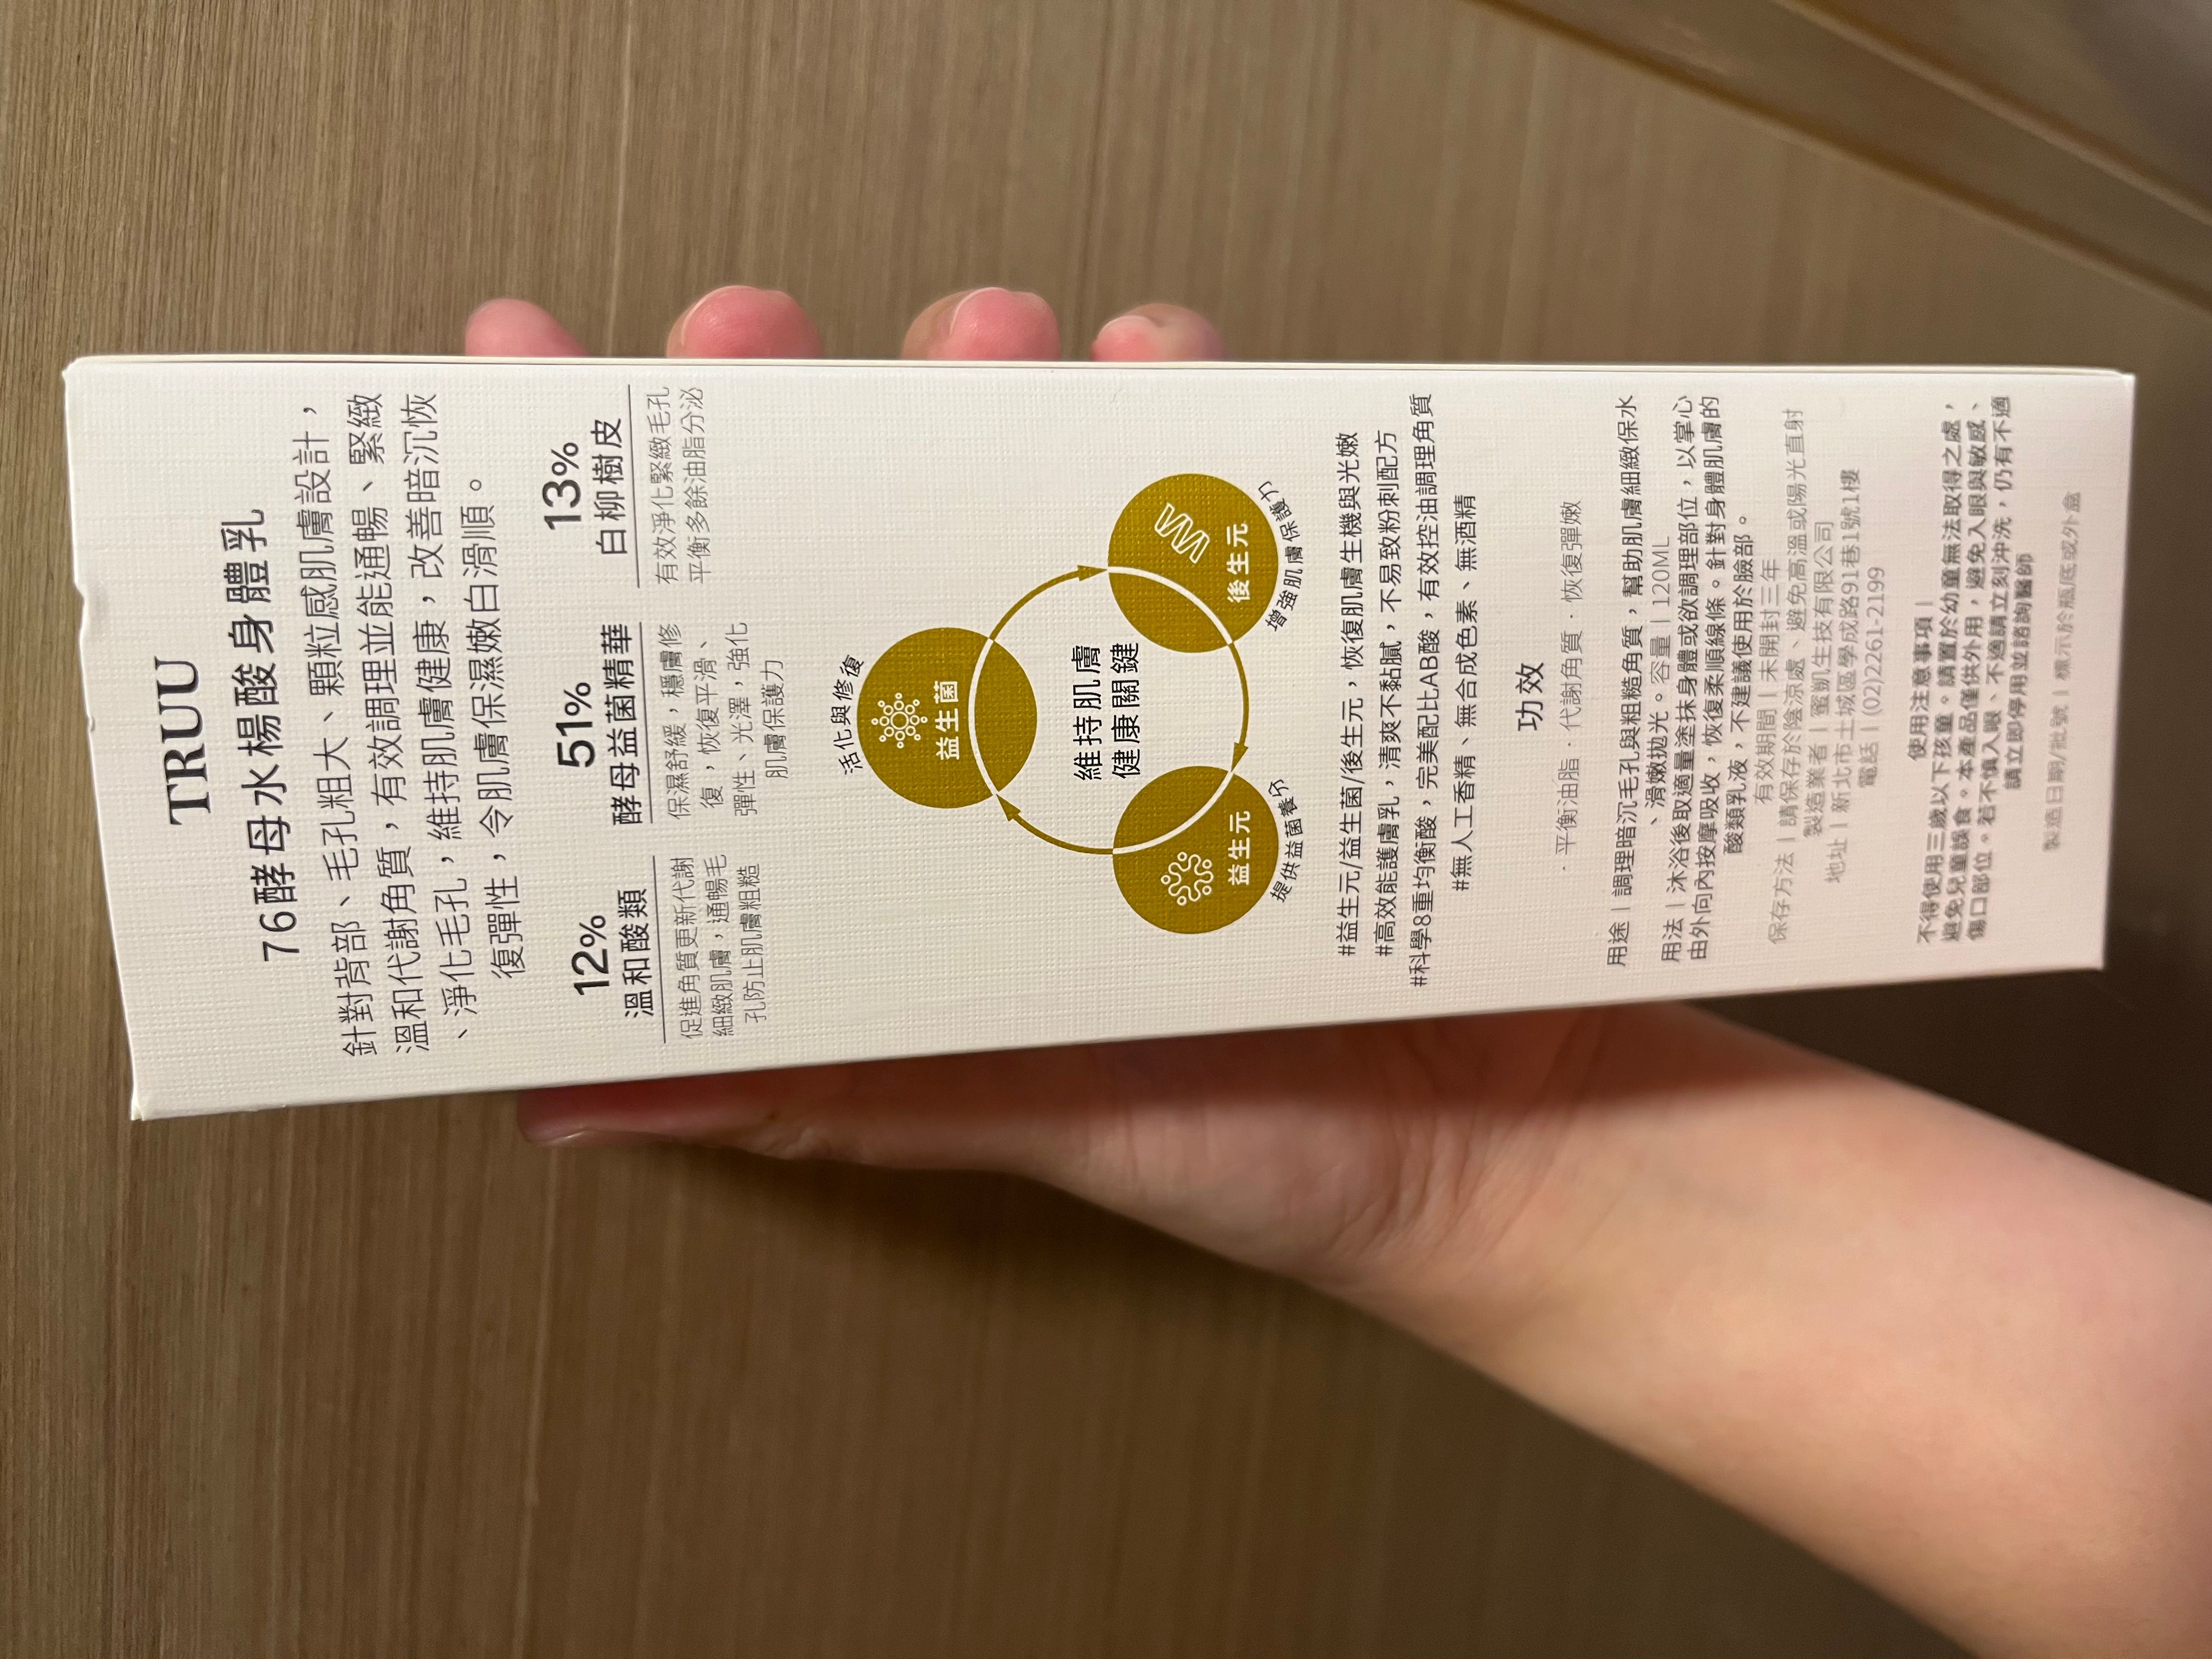 TRUU
76酵母水楊酸身體乳
針對背部、毛孔粗大、顆粒感肌膚設計，
溫和代謝角質，有效調理並能通暢、緊緻
、淨化毛孔，維持肌膚健康，改善暗沉恢
復彈性，令肌膚保濕嫩白滑順。
12%
溫和酸類
促進角質更新代謝
細緻肌膚，通暢毛
孔防止肌膚粗糙
51%
酵母益菌精華
保濕舒緩，穩膚修
復，恢復平滑、
彈性、光澤，強化
肌膚保護力
13%
白柳樹皮
有效淨化緊緻毛孔
平衡多餘油脂分泌
活化與修復
益生菌
維持肌膚
健康關鍵
益生元
提供益菌養分
後生元
增強肌膚保護力
#益生元/益生菌/後生元，恢復肌膚生機與光嫩
#高效能護膚乳，清爽不黏膩，不易致粉刺配方
#科學8重均衡酸，完美配比AB酸，有效控油調理角質
#無人工香精、無合成色素、無酒精
功效
．平衡油脂．代謝角質．恢復彈嫩
用途｜調理暗沉毛孔與粗糙角質，幫助肌膚細緻保水
、滑嫩拋光。容量｜120ML
用法｜沐浴後取適量塗抹身體或欲調理部位，以掌心
由外向內按摩吸收，恢復柔順線條。針對身體肌膚的
酸類乳液，不建議使用於臉部。
有效期間｜未開封三年
保存方法｜請保存於陰涼處、避免高溫或陽光直射
製造業者｜蜜凱生技有限公司
地址｜新北市土城區學成路91巷1號1樓
電話｜(02)2261-2199
使用注意事項｜
不得使用三歲以下孩童。請置於幼童無法取得之處，
避免兒童誤食。本產品僅供外用，避免入眼與敏感、
傷口部位。若不慎入眼、不適請立刻沖洗，仍有不適
請立即停用並諮詢醫師
製造日期/批號｜標示於瓶底或外盒